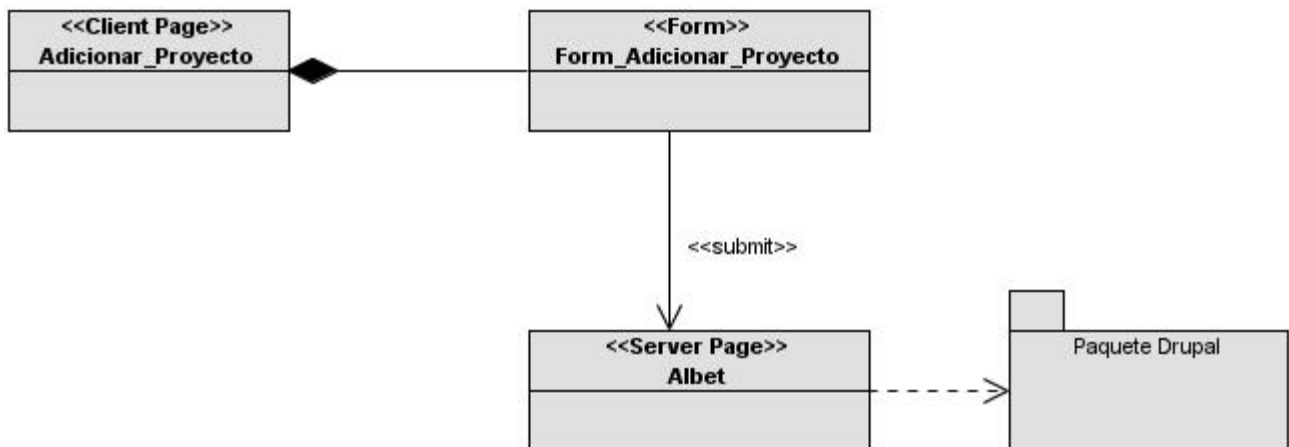 <<Client Page>>
Adicionar_Proyecto
<<Form>>
Form_Adicionar_Proyecto
<<submit>>
<<Server Page>>
Albet
Paquete Drupal